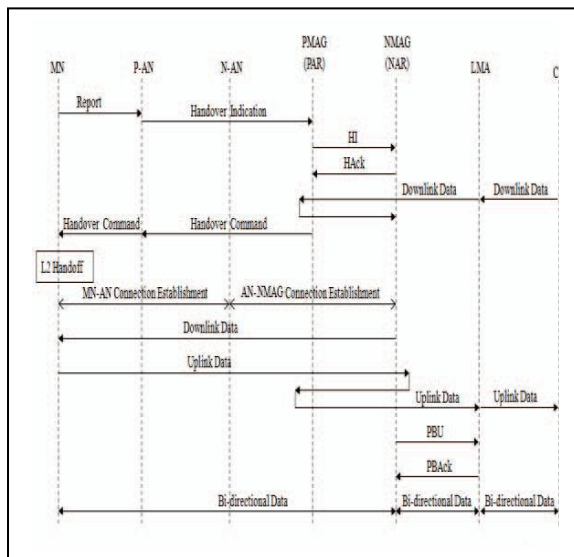 PMAG NMAG
MN P-AN N-AN (PAR) (NAR) LMA C
Report
Handover Indication
HI
HAck
Downlink Data Downlink Data
Handover Command Handover Command
L2 Handoff
MN-AN Connection Establishment AN-NMAG Connection Establishment
Downlink Data
Uplink Data
Uplink Data Uplink Data
PBU
PBAck
Bi-directional Data Bi-directional Data Bi-directional Data